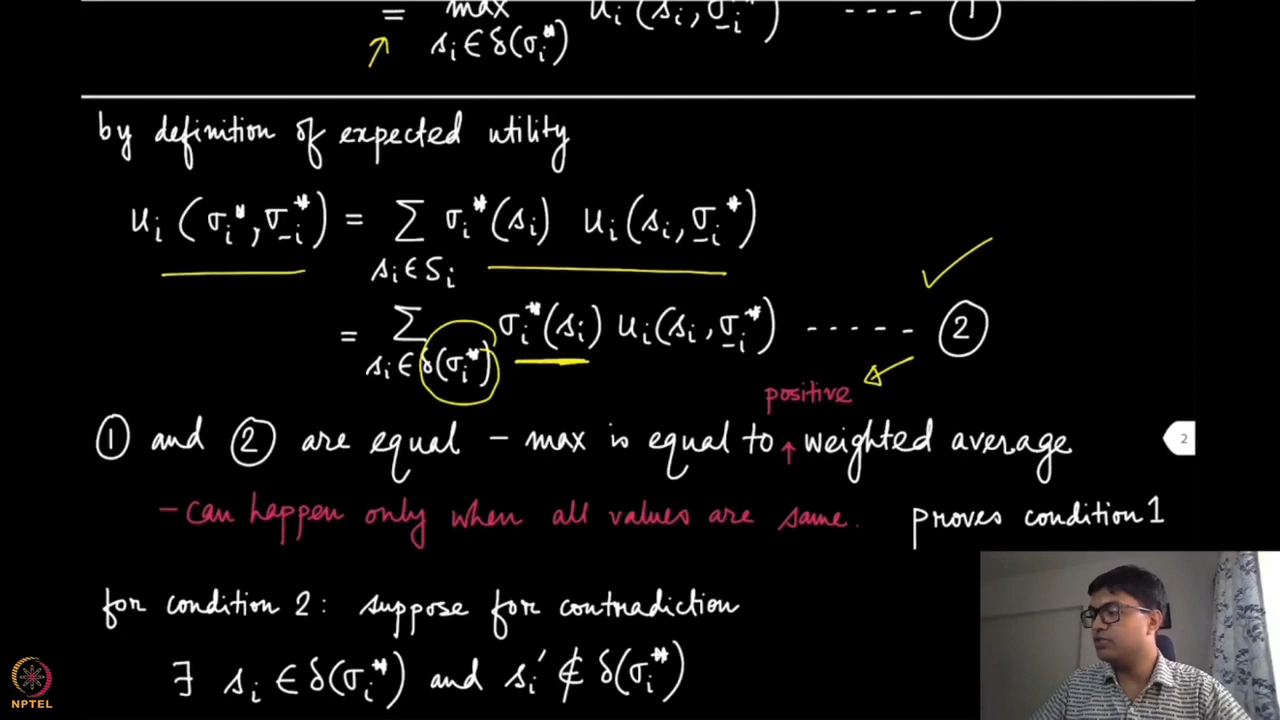 = max u_i(s_i, σ_{-i}^*) ---- ①
s_i ∈ δ(σ_i^*)
by definition of expected utility
u_i(σ_i^*, σ_{-i}^*) = Σ σ_i^*(s_i) u_i(s_i, σ_{-i}^*)
s_i ∈ S_i
= Σ σ_i^*(s_i) u_i(s_i, σ_{-i}^*) ----- ②
s_i ∈ δ(σ_i^*)
positive
① and ② are equal – max is equal to ↑ weighted average
2
– can happen only when all values are same. proves condition 1
for condition 2: suppose for contradiction
∃ s_i ∈ δ(σ_i^*) and s_i' ∉ δ(σ_i^*)
NPTEL